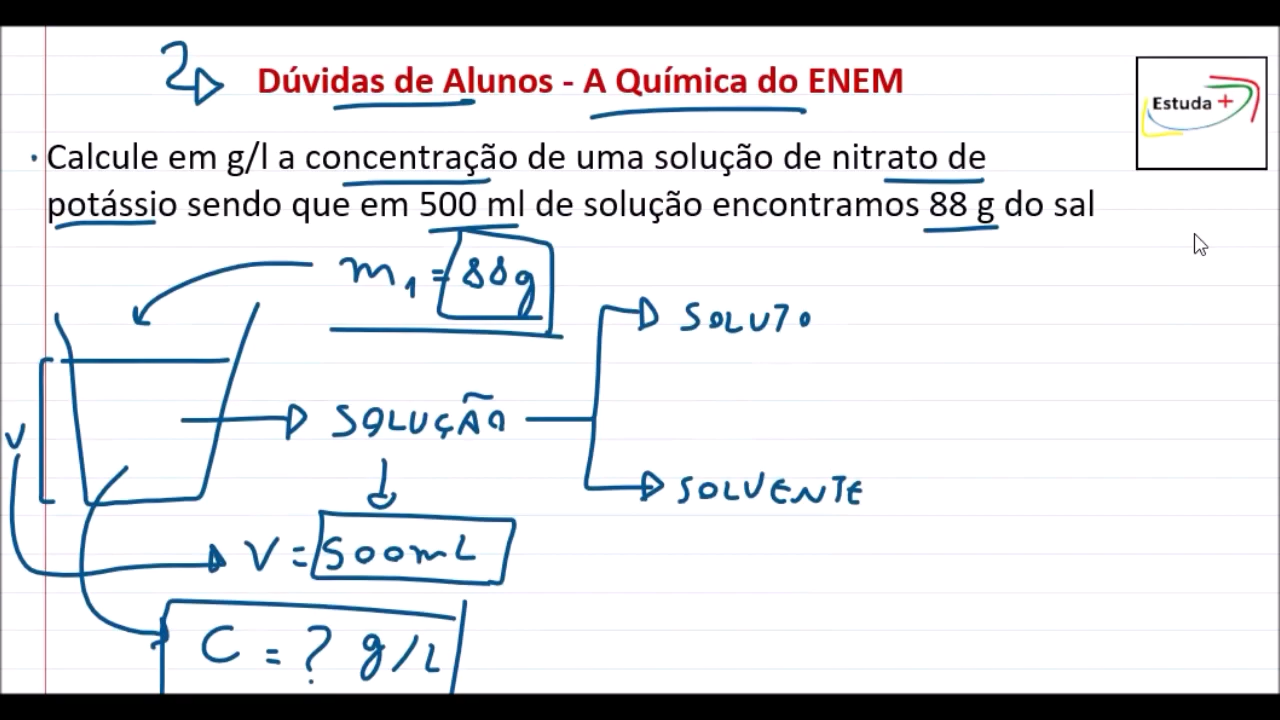 2 Dúvidas de Alunos - A Química do ENEM
Estuda +
· Calcule em g/l a concentração de uma solução de nitrato de
potássio sendo que em 500 ml de solução encontramos 88 g do sal
m1 = 88g
SOLUTO
SOLUÇÃO
V
SOLVENTE
V = 500mL
C = ? g/L